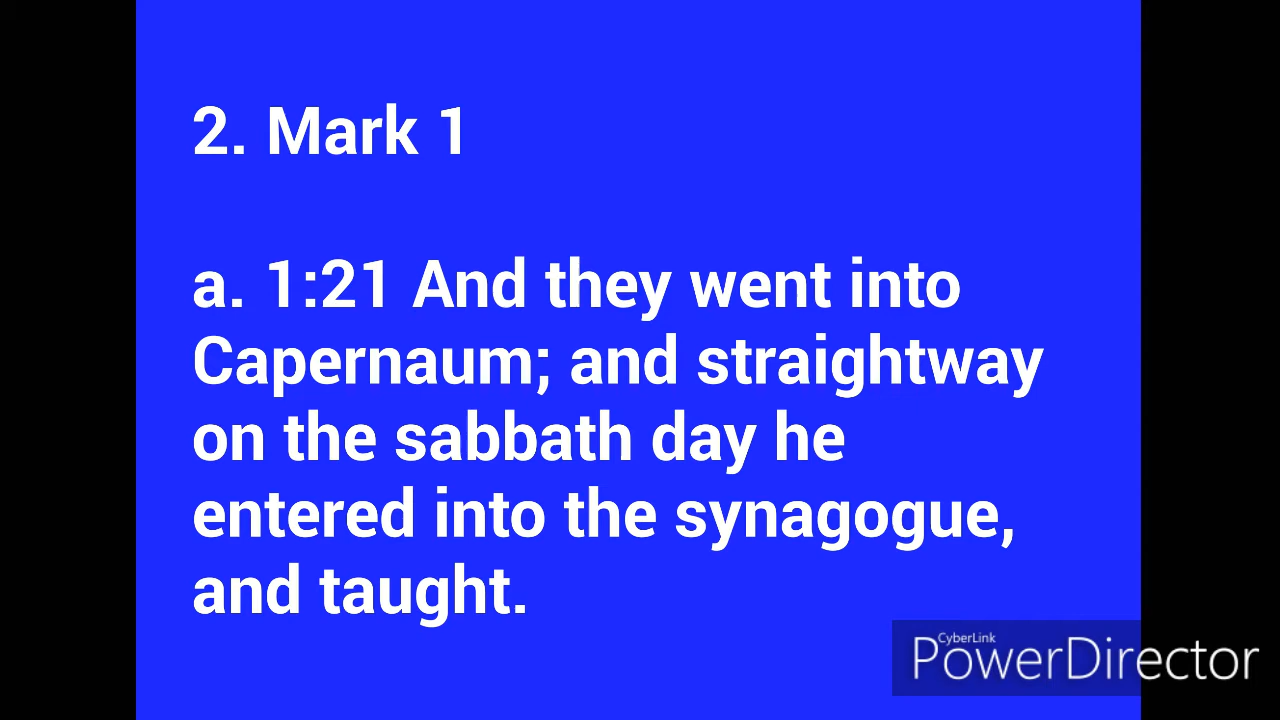 2. Mark 1
a. 1:21 And they went into
Capernaum; and straightway
on the sabbath day he
entered into the synagogue,
and taught.
CyberLink
PowerDirector